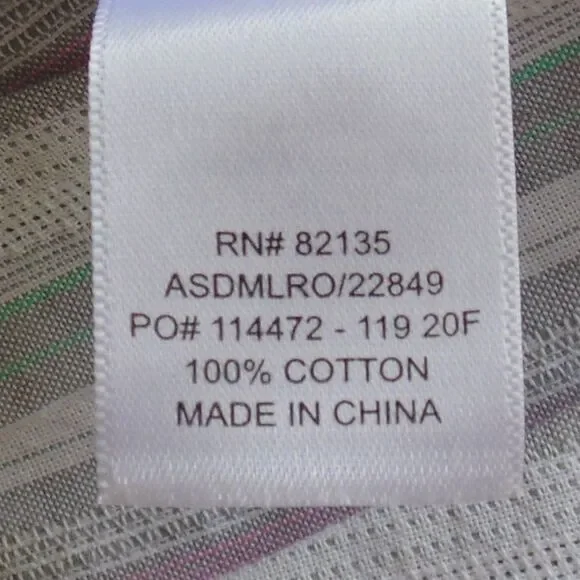 RN# 82135
ASDMLRO/22849
PO# 114472 - 119 20F
100% COTTON
MADE IN CHINA